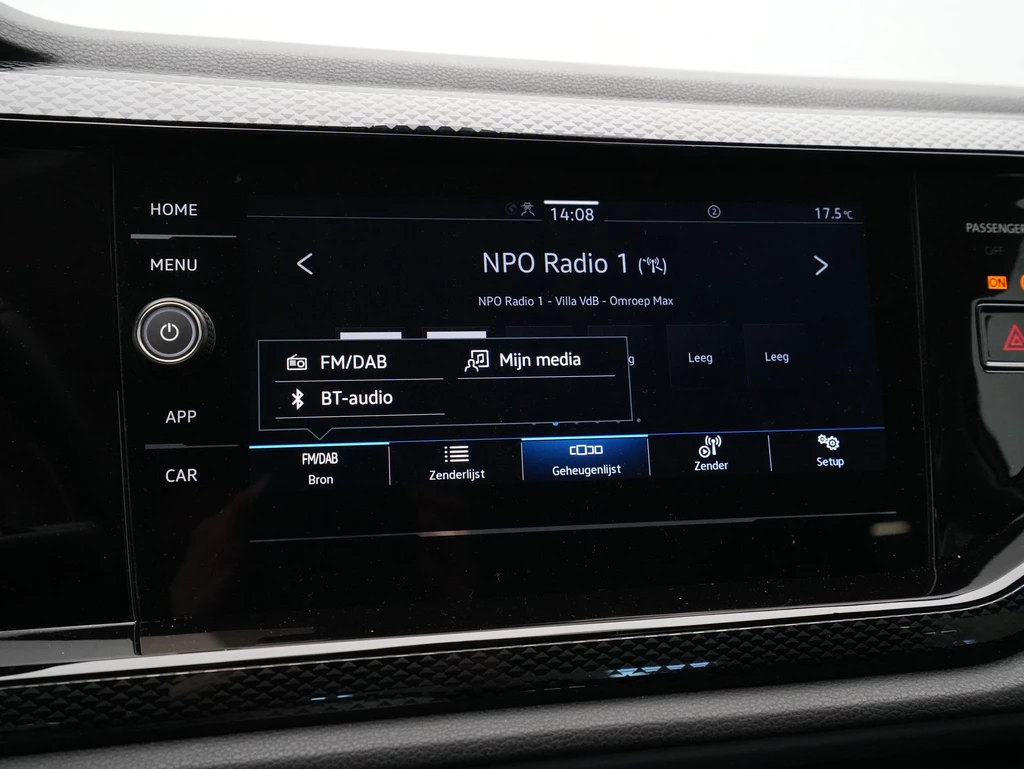 HOME
MENU
APP
CAR
14:08
2
17.5°C
NPO Radio 1
NPO Radio 1 - Villa VdB - Omroep Max
FM/DAB
Mijn media
BT-audio
g
Leeg
Leeg
FM/DAB
Bron
Zenderlijst
Geheugenlijst
Zender
Setup
PASSENGER
OFF
ON